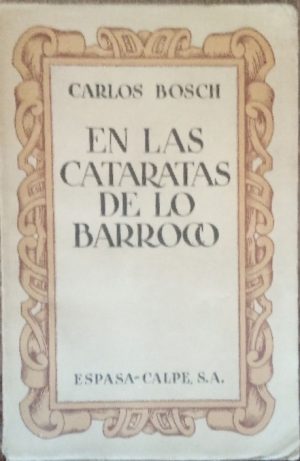 CARLOS BOSCH
EN LAS
CATARATAS
DE LO
BARROCO
ESPASA-CALPE, S.A.